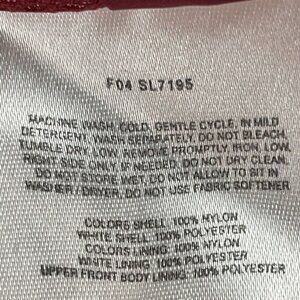 F04 SL7195
MACHINE WASH, COLD, GENTLE CYCLE, IN MILD
DETERGENT, WASH SEPARATELY, DO NOT BLEACH,
TUMBLE DRY, LOW, REMOVE PROMPTLY, IRON, LOW,
RIGHT SIDE ONLY, IF NEEDED, DO NOT DRY CLEAN,
DO NOT STORE WET, DO NOT ALLOW TO SIT IN
WASHER / DRYER, DO NOT USE FABRIC SOFTENER
COLORS SHELL: 100% NYLON
WHITE SHELL: 100% POLYESTER
COLORS LINING: 100% NYLON
WHITE LINING: 100% POLYESTER
UPPER FRONT BODY LINING: 100% POLYESTER